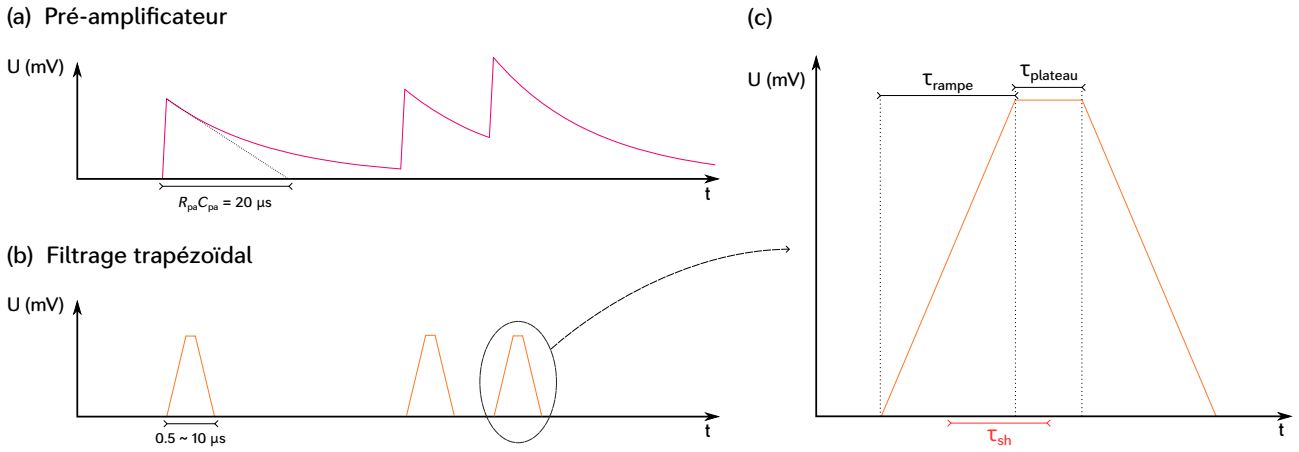 (a) Pré-amplificateur
U (mV)
t
RpaCpa = 20 µs
(b) Filtrage trapézoïdal
U (mV)
t
0.5 ~ 10 µs
(c)
U (mV)
τrampe
τplateau
τsh
t